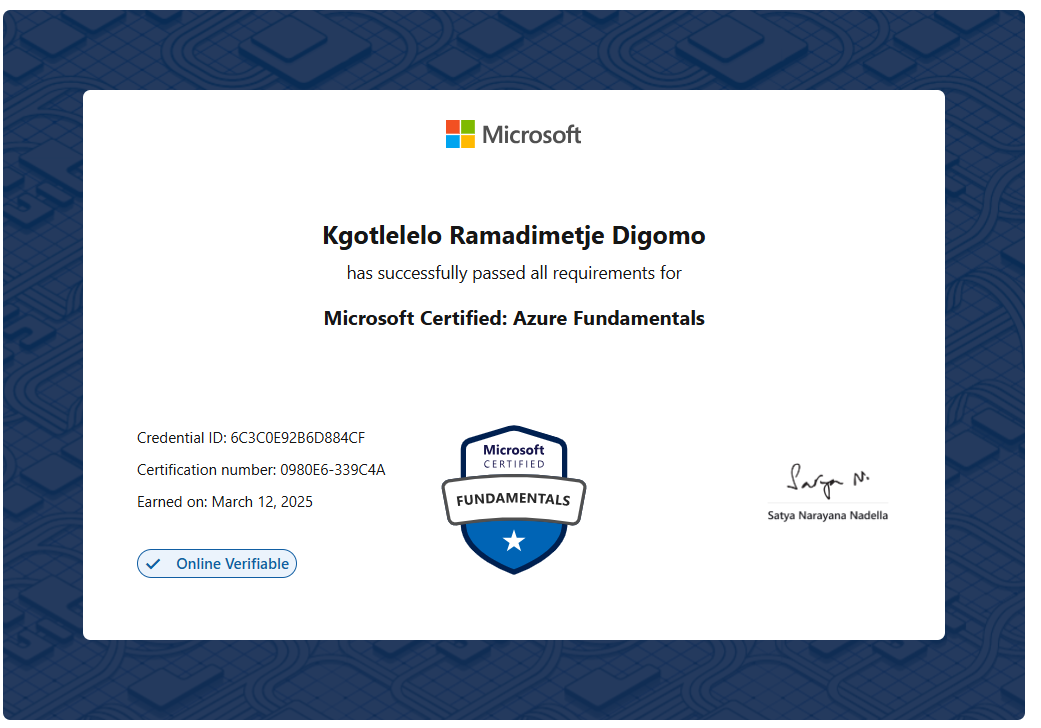 Microsoft
Kgotlelelo Ramadimetje Digomo
has successfully passed all requirements for
Microsoft Certified: Azure Fundamentals
Credential ID: 6C3C0E92B6D884CF
Certification number: 0980E6-339C4A
Earned on: March 12, 2025
Online Verifiable
Microsoft
CERTIFIED
FUNDAMENTALS
Satya N.
Satya Narayana Nadella